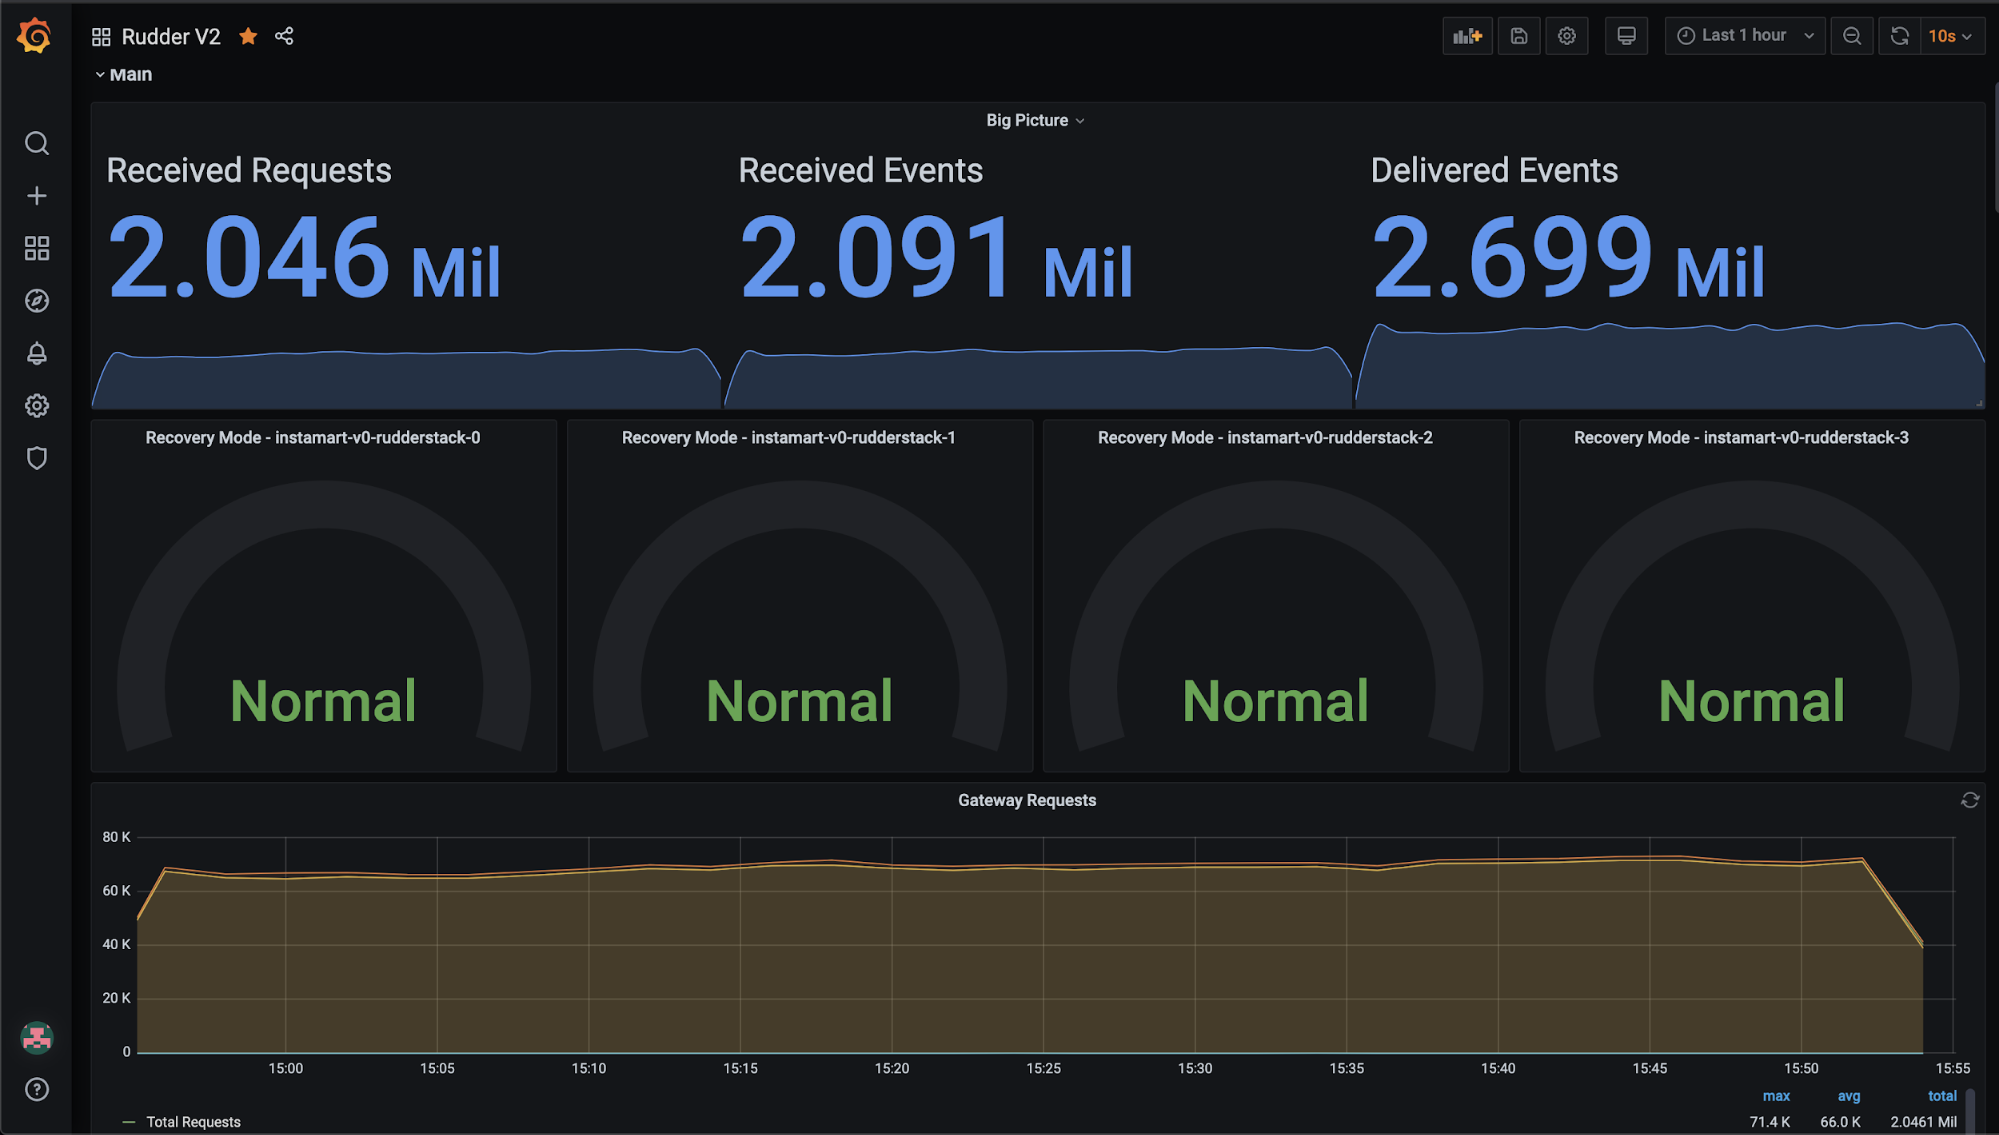 Rudder V2
Last 1 hour
10s
Main
Big Picture
Received Requests
2.046 Mil
Received Events
2.091 Mil
Delivered Events
2.699 Mil
Recovery Mode - instamart-v0-rudderstack-0
Normal
Recovery Mode - instamart-v0-rudderstack-1
Normal
Recovery Mode - instamart-v0-rudderstack-2
Normal
Recovery Mode - instamart-v0-rudderstack-3
Normal
Gateway Requests
80 K
60 K
40 K
20 K
0
15:00 15:05 15:10 15:15 15:20 15:25 15:30 15:35 15:40 15:45 15:50 15:55
max avg total
Total Requests 71.4 K 66.0 K 2.0461 Mil